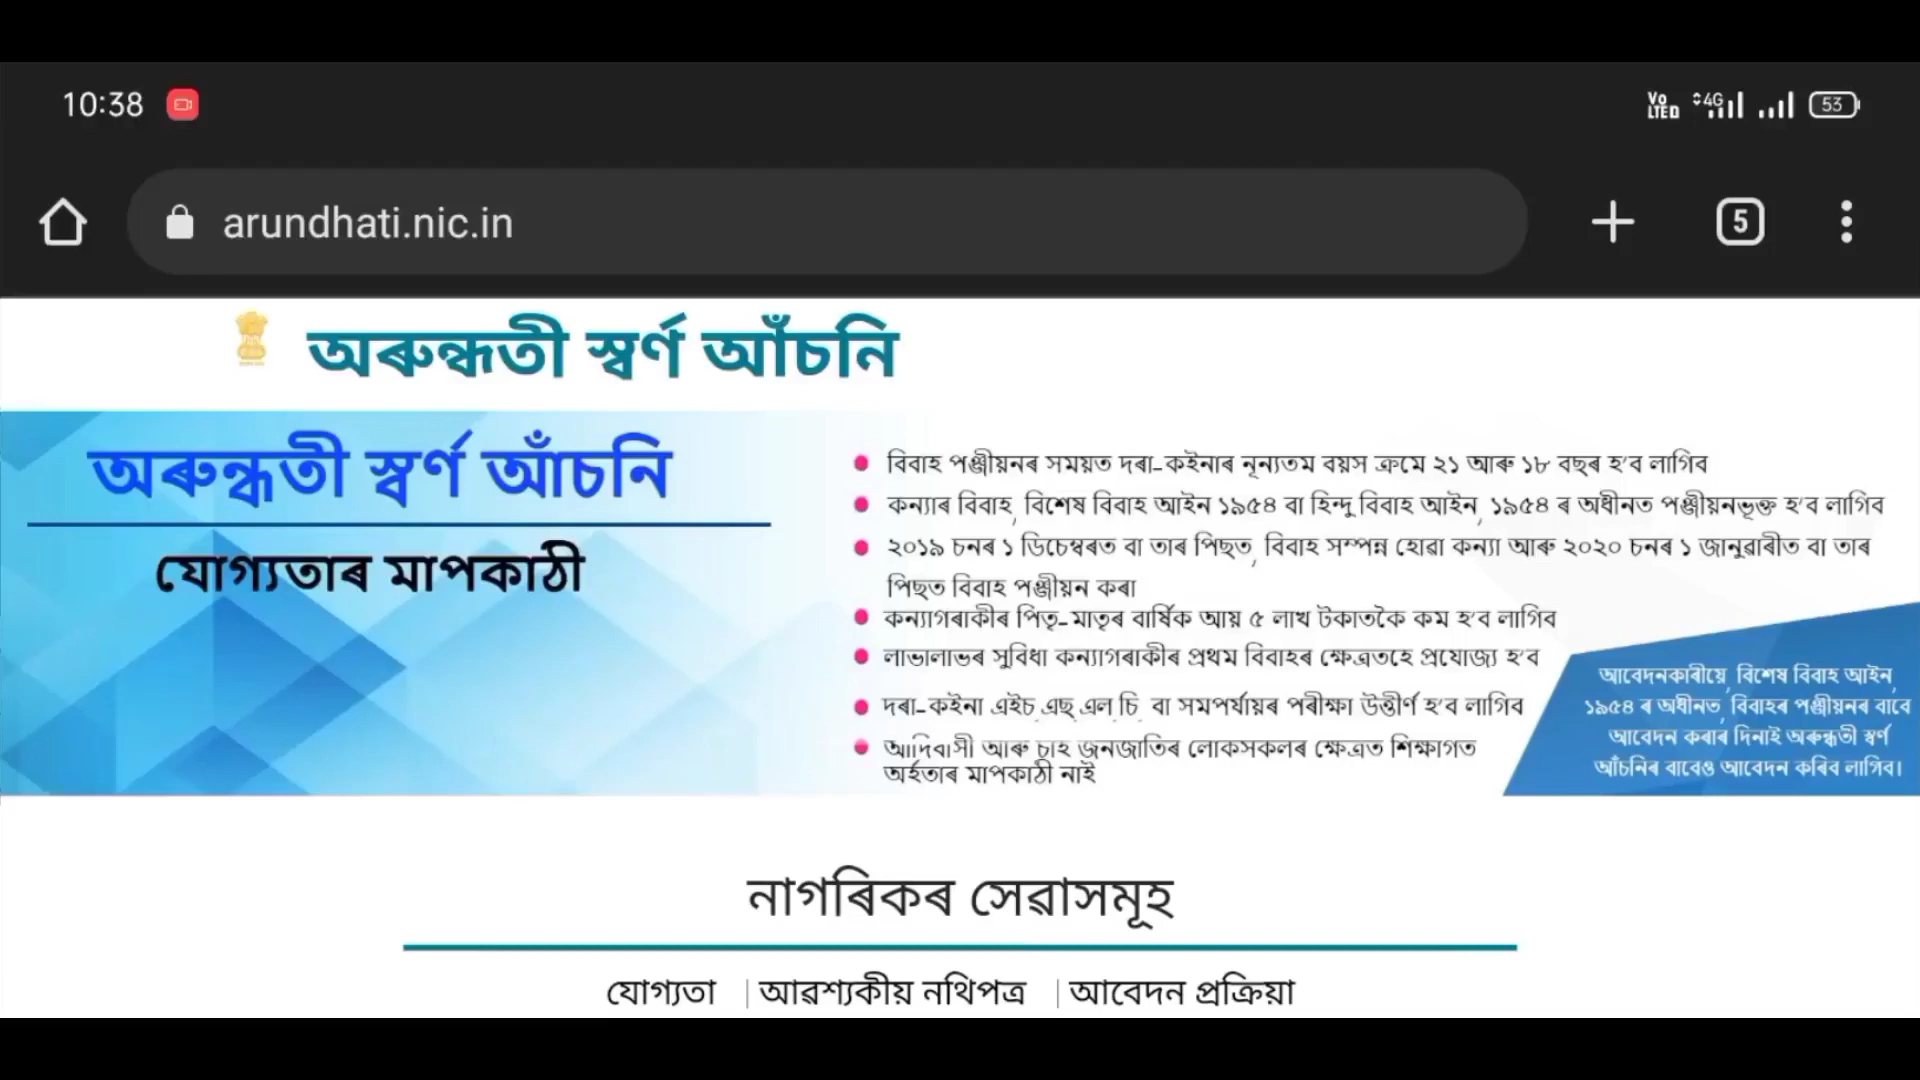 10:38
Vo LTED 4G 53
arundhati.nic.in
5
অৰুন্ধতী স্বৰ্ণ আঁচনি
অৰুন্ধতী স্বৰ্ণ আঁচনি
যোগ্যতাৰ মাপকাঠী
বিবাহ পঞ্জীয়নৰ সময়ত দৰা-কইনাৰ নূন্যতম বয়স ক্ৰমে ২১ আৰু ১৮ বছৰ হ'ব লাগিব
কন্যাৰ বিবাহ, বিশেষ বিবাহ আইন ১৯৫৪ বা হিন্দু বিবাহ আইন, ১৯৫৪ ৰ অধীনত পঞ্জীয়নভূক্ত হ'ব লাগিব
২০১৯ চনৰ ১ ডিচেম্বৰত বা তাৰ পিছত, বিবাহ সম্পন্ন হোৱা কন্যা আৰু ২০২০ চনৰ ১ জানুৱাৰীত বা তাৰ
পিছত বিবাহ পঞ্জীয়ন কৰা
কন্যাগৰাকীৰ পিতৃ-মাতৃৰ বাৰ্ষিক আয় ৫ লাখ টকাতকৈ কম হ'ব লাগিব
লাভালাভৰ সুবিধা কন্যাগৰাকীৰ প্ৰথম বিবাহৰ ক্ষেত্ৰতহে প্ৰযোজ্য হ'ব
দৰা-কইনা এইচ্.এছ্.এল্.চি. বা সমপৰ্যায়ৰ পৰীক্ষা উত্তীৰ্ণ হ'ব লাগিব
আদিবাসী আৰু চাহ জনজাতিৰ লোকসকলৰ ক্ষেত্ৰত শিক্ষাগত
অৰ্হতাৰ মাপকাঠী নাই
আবেদনকাৰীয়ে, বিশেষ বিবাহ আইন,
১৯৫৪ ৰ অধীনত, বিবাহৰ পঞ্জীয়নৰ বাবে
আবেদন কৰাৰ দিনাই অৰুন্ধতী স্বৰ্ণ
আঁচনিৰ বাবেও আবেদন কৰিব লাগিব।
নাগৰিকৰ সেৱাসমূহ
যোগ্যতা | আৱশ্যকীয় নথিপত্ৰ | আবেদন প্ৰক্ৰিয়া